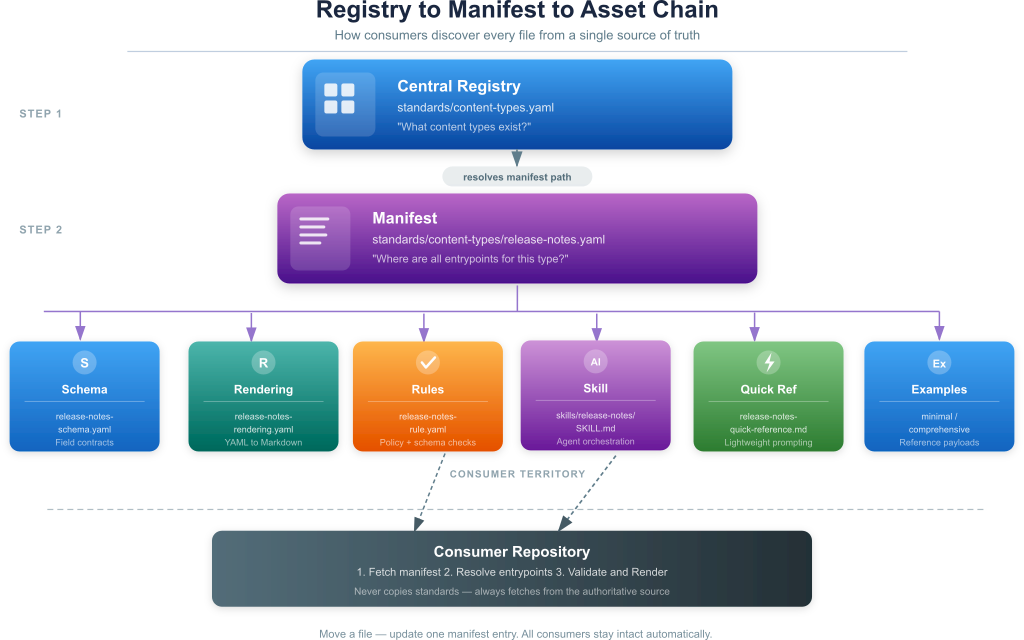 Registry to Manifest to Asset Chain
How consumers discover every file from a single source of truth
STEP 1
Central Registry
standards/content-types.yaml
"What content types exist?"
resolves manifest path
STEP 2
Manifest
standards/content-types/release-notes.yaml
"Where are all entrypoints for this type?"
S
Schema
release-notes-
schema.yaml
Field contracts
R
Rendering
release-notes-
rendering.yaml
YAML to Markdown
Rules
release-notes-
rule.yaml
Policy + schema checks
AI
Skill
skills/release-notes/
SKILL.md
Agent orchestration
Quick Ref
release-notes-
quick-reference.md
Lightweight prompting
Ex
Examples
minimal /
comprehensive
Reference payloads
CONSUMER TERRITORY
Consumer Repository
1. Fetch manifest 2. Resolve entrypoints 3. Validate and Render
Never copies standards — always fetches from the authoritative source
Move a file — update one manifest entry. All consumers stay intact automatically.